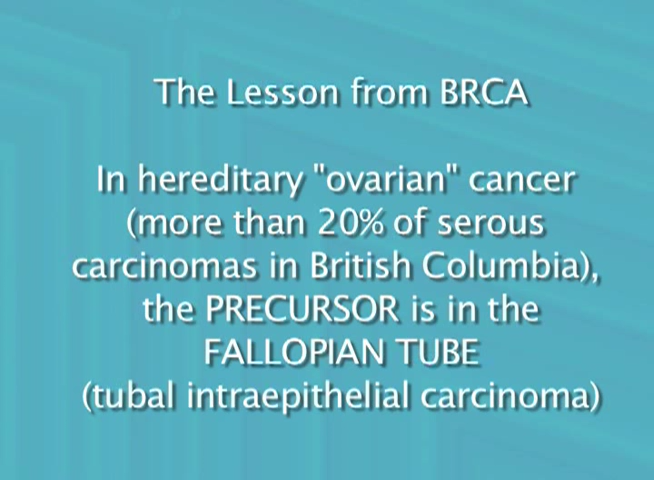 The Lesson from BRCA
In hereditary "ovarian" cancer
(more than 20% of serous
carcinomas in British Columbia),
the PRECURSOR is in the
FALLOPIAN TUBE
(tubal intraepithelial carcinoma)